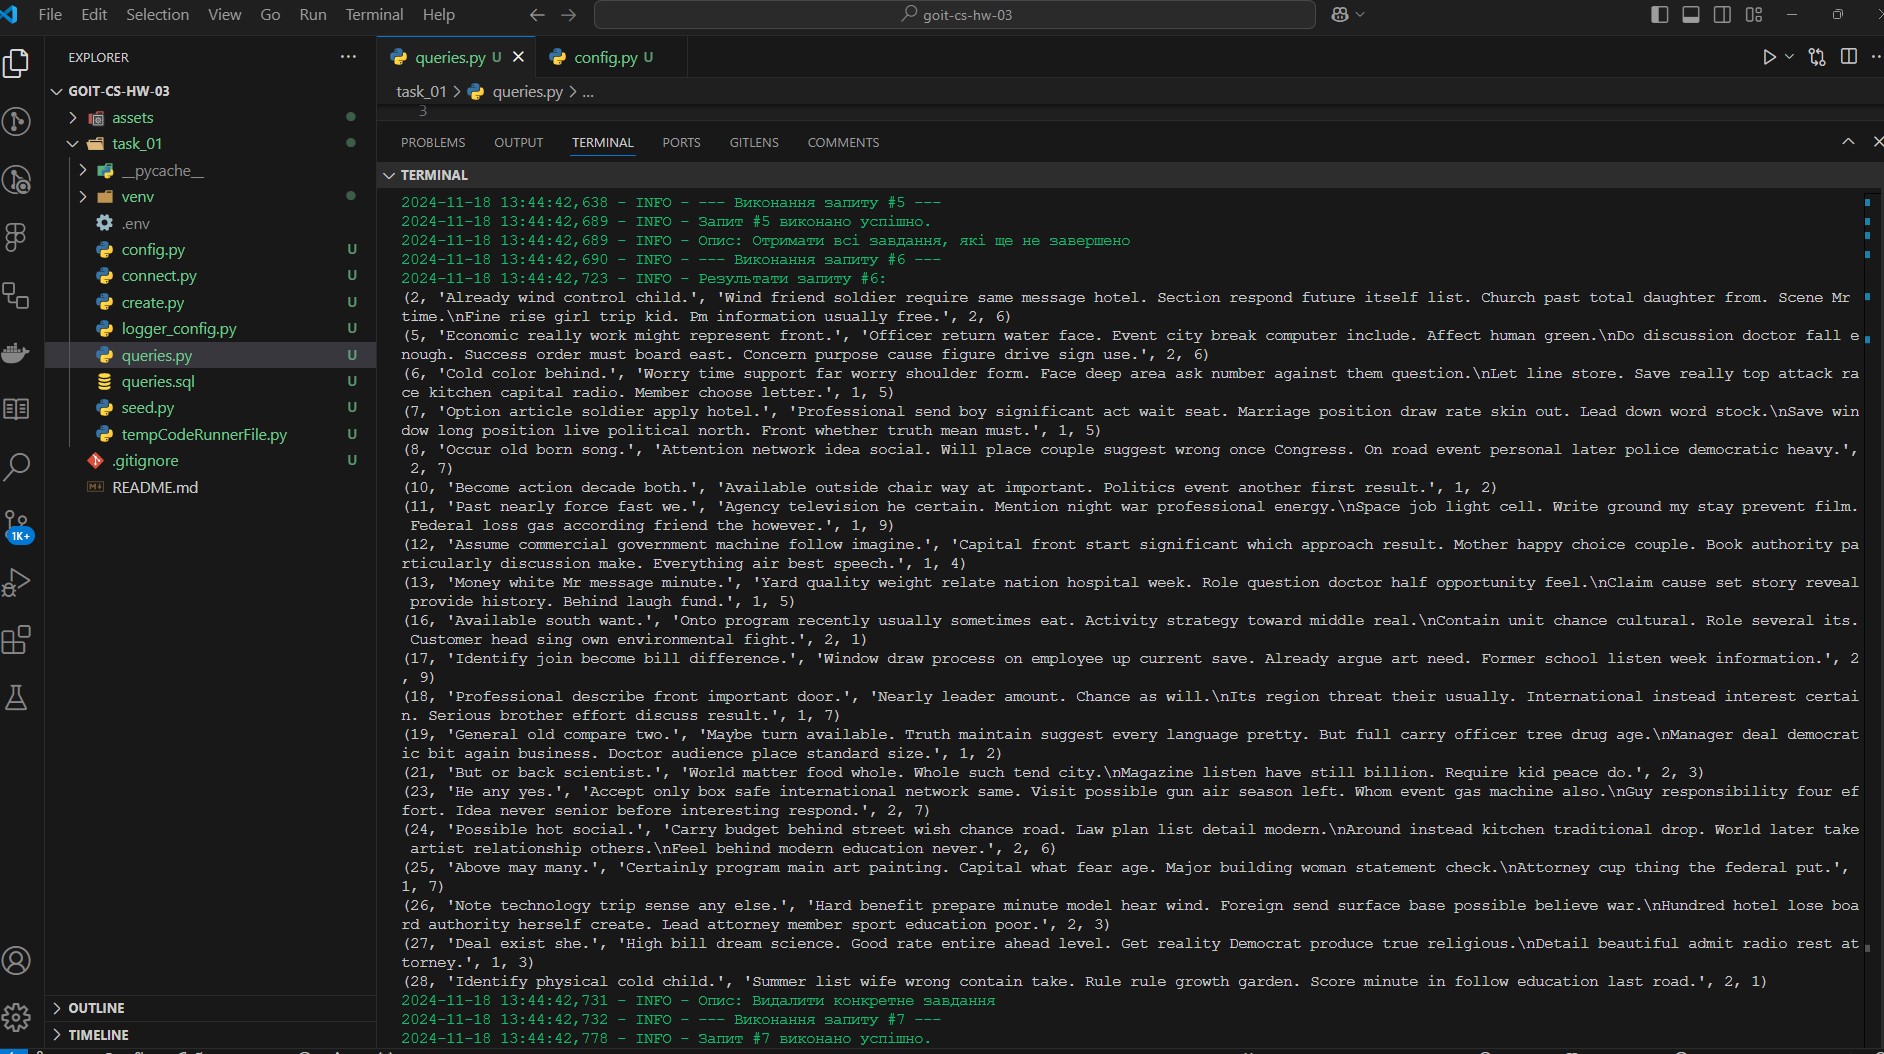 File Edit Selection View Go Run Terminal Help
goit-cs-hw-03
EXPLORER
GOIT-CS-HW-03
assets
task_01
__pycache__
venv
.env
config.py U
connect.py U
create.py U
logger_config.py U
queries.py U
queries.sql U
seed.py U
tempCodeRunnerFile.py U
.gitignore U
README.md
1K+
OUTLINE
TIMELINE
queries.py U
config.py U
task_01 > queries.py > ...
3
PROBLEMS OUTPUT TERMINAL PORTS GITLENS COMMENTS
TERMINAL
2024-11-18 13:44:42,638 - INFO - --- Виконання запиту #5 ---
2024-11-18 13:44:42,689 - INFO - Запит #5 виконано успішно.
2024-11-18 13:44:42,689 - INFO - Опис: Отримати всі завдання, які ще не завершено
2024-11-18 13:44:42,690 - INFO - --- Виконання запиту #6 ---
2024-11-18 13:44:42,723 - INFO - Результати запиту #6:
(2, 'Already wind control child.', 'Wind friend soldier require same message hotel. Section respond future itself list. Church past total daughter from. Scene Mr
time.\nFine rise girl trip kid. Pm information usually free.', 2, 6)
(5, 'Economic really work might represent front.', 'Officer return water face. Event city break computer include. Affect human green.\nDo discussion doctor fall e
nough. Success order must board east. Concern purpose cause figure drive sign use.', 2, 6)
(6, 'Cold color behind.', 'Worry time support far worry shoulder form. Face deep area ask number against them question.\nLet line store. Save really top attack ra
ce kitchen capital radio. Member choose letter.', 1, 5)
(7, 'Option article soldier apply hotel.', 'Professional send boy significant act wait seat. Marriage position draw rate skin out. Lead down word stock.\nSave win
dow long position live political north. Front whether truth mean must.', 1, 5)
(8, 'Occur old born song.', 'Attention network idea social. Will place couple suggest wrong once Congress. On road event personal later police democratic heavy.',
2, 7)
(10, 'Become action decade both.', 'Available outside chair way at important. Politics event another first result.', 1, 2)
(11, 'Past nearly force fast we.', 'Agency television he certain. Mention night war professional energy.\nSpace job light cell. Write ground my stay prevent film.
Federal loss gas according friend the however.', 1, 9)
(12, 'Assume commercial government machine follow imagine.', 'Capital front start significant which approach result. Mother happy choice couple. Book authority pa
rticularly discussion make. Everything air best speech.', 1, 4)
(13, 'Money white Mr message minute.', 'Yard quality weight relate nation hospital week. Role question doctor half opportunity feel.\nClaim cause set story reveal
provide history. Behind laugh fund.', 1, 5)
(16, 'Available south want.', 'Onto program recently usually sometimes eat. Activity strategy toward middle real.\nContain unit chance cultural. Role several its.
Customer head sing own environmental fight.', 2, 1)
(17, 'Identify join become bill difference.', 'Window draw process on employee up current save. Already argue art need. Former school listen week information.', 2
, 9)
(18, 'Professional describe front important door.', 'Nearly leader amount. Chance as will.\nIts region threat their usually. International instead interest certai
n. Serious brother effort discuss result.', 1, 7)
(19, 'General old compare two.', 'Maybe turn available. Truth maintain suggest every language pretty. But full carry officer tree drug age.\nManager deal democrat
ic bit again business. Doctor audience place standard size.', 1, 2)
(21, 'But or back scientist.', 'World matter food whole. Whole such tend city.\nMagazine listen have still billion. Require kid peace do.', 2, 3)
(23, 'He any yes.', 'Accept only box safe international network same. Visit possible gun air season left. Whom event gas machine also.\nGuy responsibility four ef
fort. Idea never senior before interesting respond.', 2, 7)
(24, 'Possible hot social.', 'Carry budget behind street wish chance road. Law plan list detail modern.\nAround instead kitchen traditional drop. World later take
artist relationship others.\nFeel behind modern education never.', 2, 6)
(25, 'Above may many.', 'Certainly program main art painting. Capital what fear age. Major building woman statement check.\nAttorney cup thing the federal put.',
1, 7)
(26, 'Note technology trip sense any else.', 'Hard benefit prepare minute model hear wind. Foreign send surface base possible believe war.\nHundred hotel lose boa
rd authority herself create. Lead attorney member sport education poor.', 2, 3)
(27, 'Deal exist she.', 'High bill dream science. Good rate entire ahead level. Get reality Democrat produce true religious.\nDetail beautiful admit radio rest at
torney.', 1, 3)
(28, 'Identify physical cold child.', 'Summer list wife wrong contain take. Rule rule growth garden. Score minute in follow education last road.', 2, 1)
2024-11-18 13:44:42,731 - INFO - Опис: Видалити конкретне завдання
2024-11-18 13:44:42,732 - INFO - --- Виконання запиту #7 ---
2024-11-18 13:44:42,778 - INFO - Запит #7 виконано успішно.